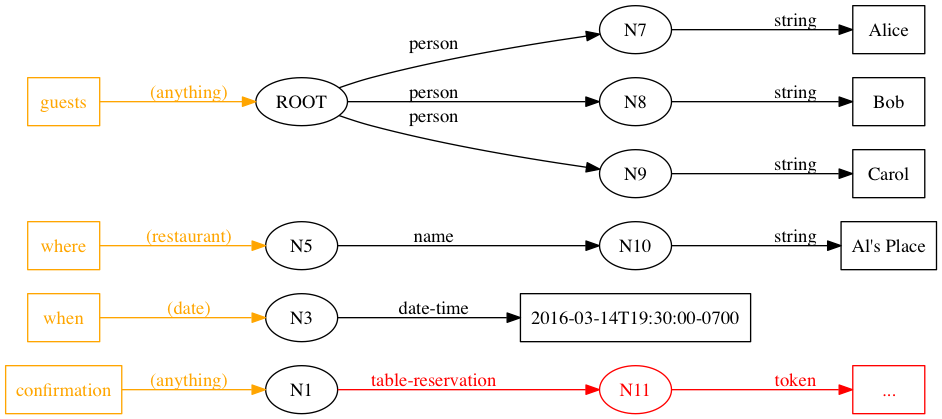 person
N7
string
Alice
guests
(anything)
ROOT
person
N8
string
Bob
person
N9
string
Carol
where
(restaurant)
N5
name
N10
string
Al's Place
when
(date)
N3
date-time
2016-03-14T19:30:00-0700
confirmation
(anything)
N1
table-reservation
N11
token
...